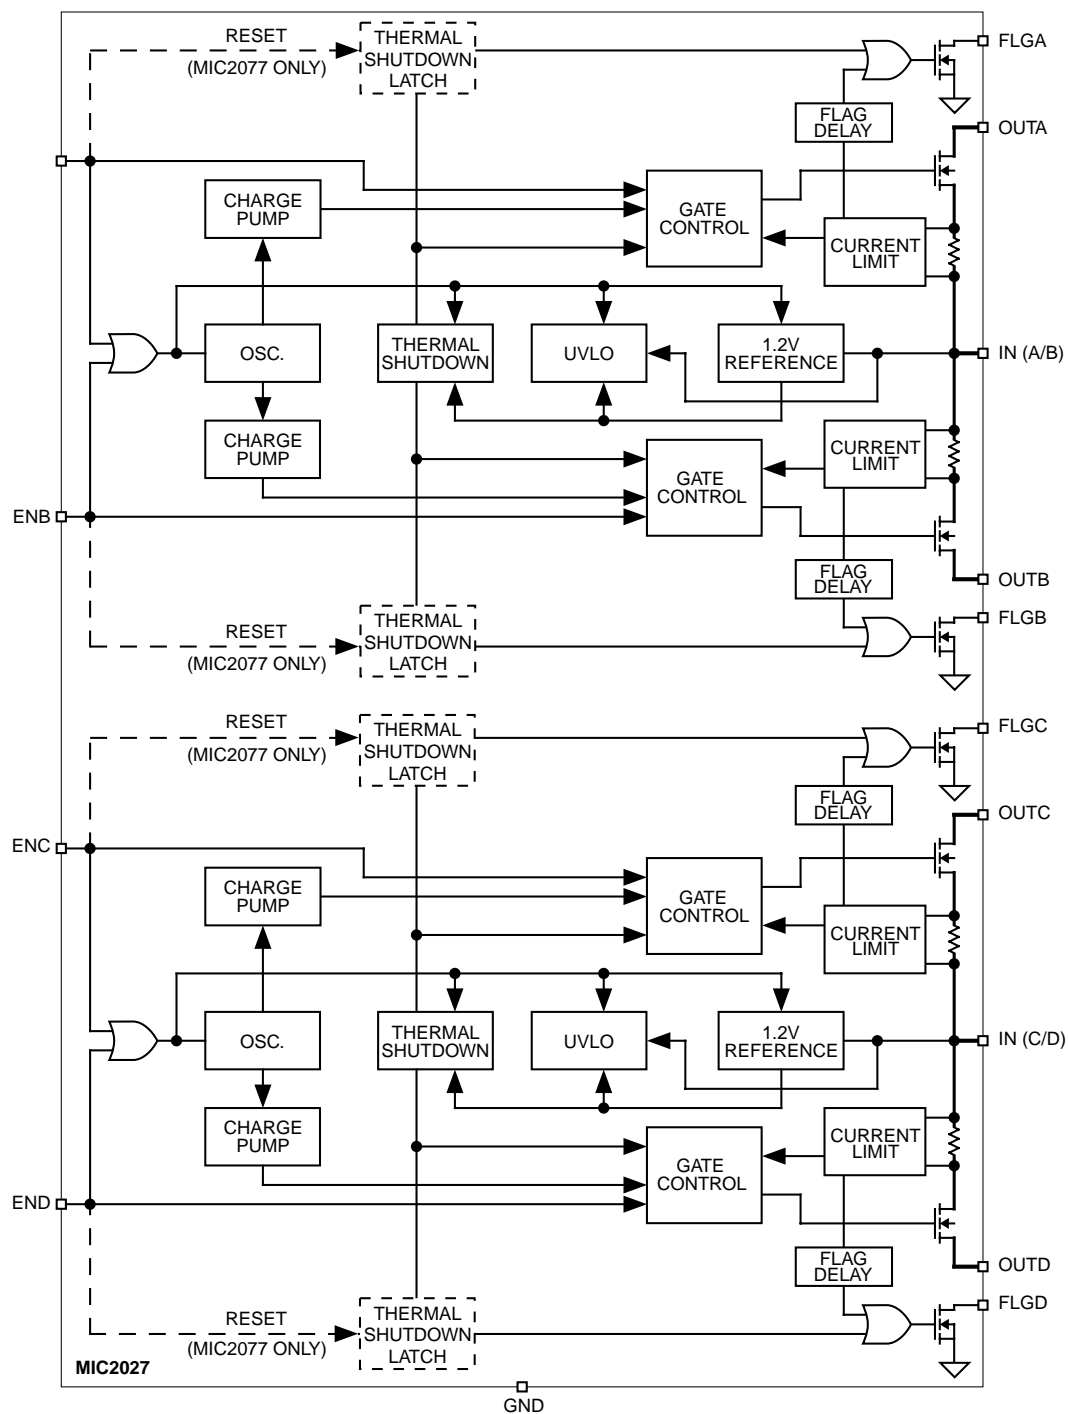 RESET
(MIC2077 ONLY)
THERMAL
SHUTDOWN
LATCH
FLGA
FLAG
DELAY
OUTA
CHARGE
PUMP
GATE
CONTROL
CURRENT
LIMIT
OSC.
THERMAL
SHUTDOWN
UVLO
1.2V
REFERENCE
IN (A/B)
CHARGE
PUMP
GATE
CONTROL
CURRENT
LIMIT
ENB
FLAG
DELAY
OUTB
RESET
(MIC2077 ONLY)
THERMAL
SHUTDOWN
LATCH
FLGB
RESET
(MIC2077 ONLY)
THERMAL
SHUTDOWN
LATCH
FLGC
FLAG
DELAY
OUTC
ENC
CHARGE
PUMP
GATE
CONTROL
CURRENT
LIMIT
OSC.
THERMAL
SHUTDOWN
UVLO
1.2V
REFERENCE
IN (C/D)
CHARGE
PUMP
GATE
CONTROL
CURRENT
LIMIT
END
FLAG
DELAY
OUTD
RESET
(MIC2077 ONLY)
THERMAL
SHUTDOWN
LATCH
FLGD
MIC2027
GND